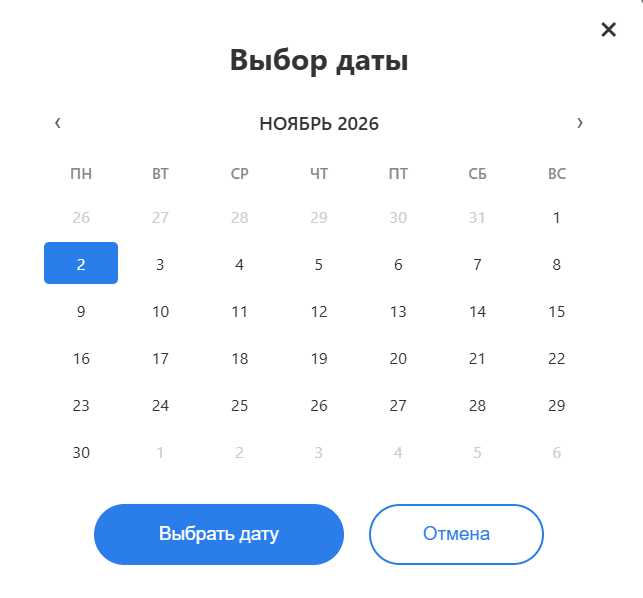 ×
Выбор даты
‹ НОЯБРЬ 2026 ›
ПН ВТ СР ЧТ ПТ СБ ВС
26 27 28 29 30 31 1
2 3 4 5 6 7 8
9 10 11 12 13 14 15
16 17 18 19 20 21 22
23 24 25 26 27 28 29
30 1 2 3 4 5 6
Выбрать дату Отмена